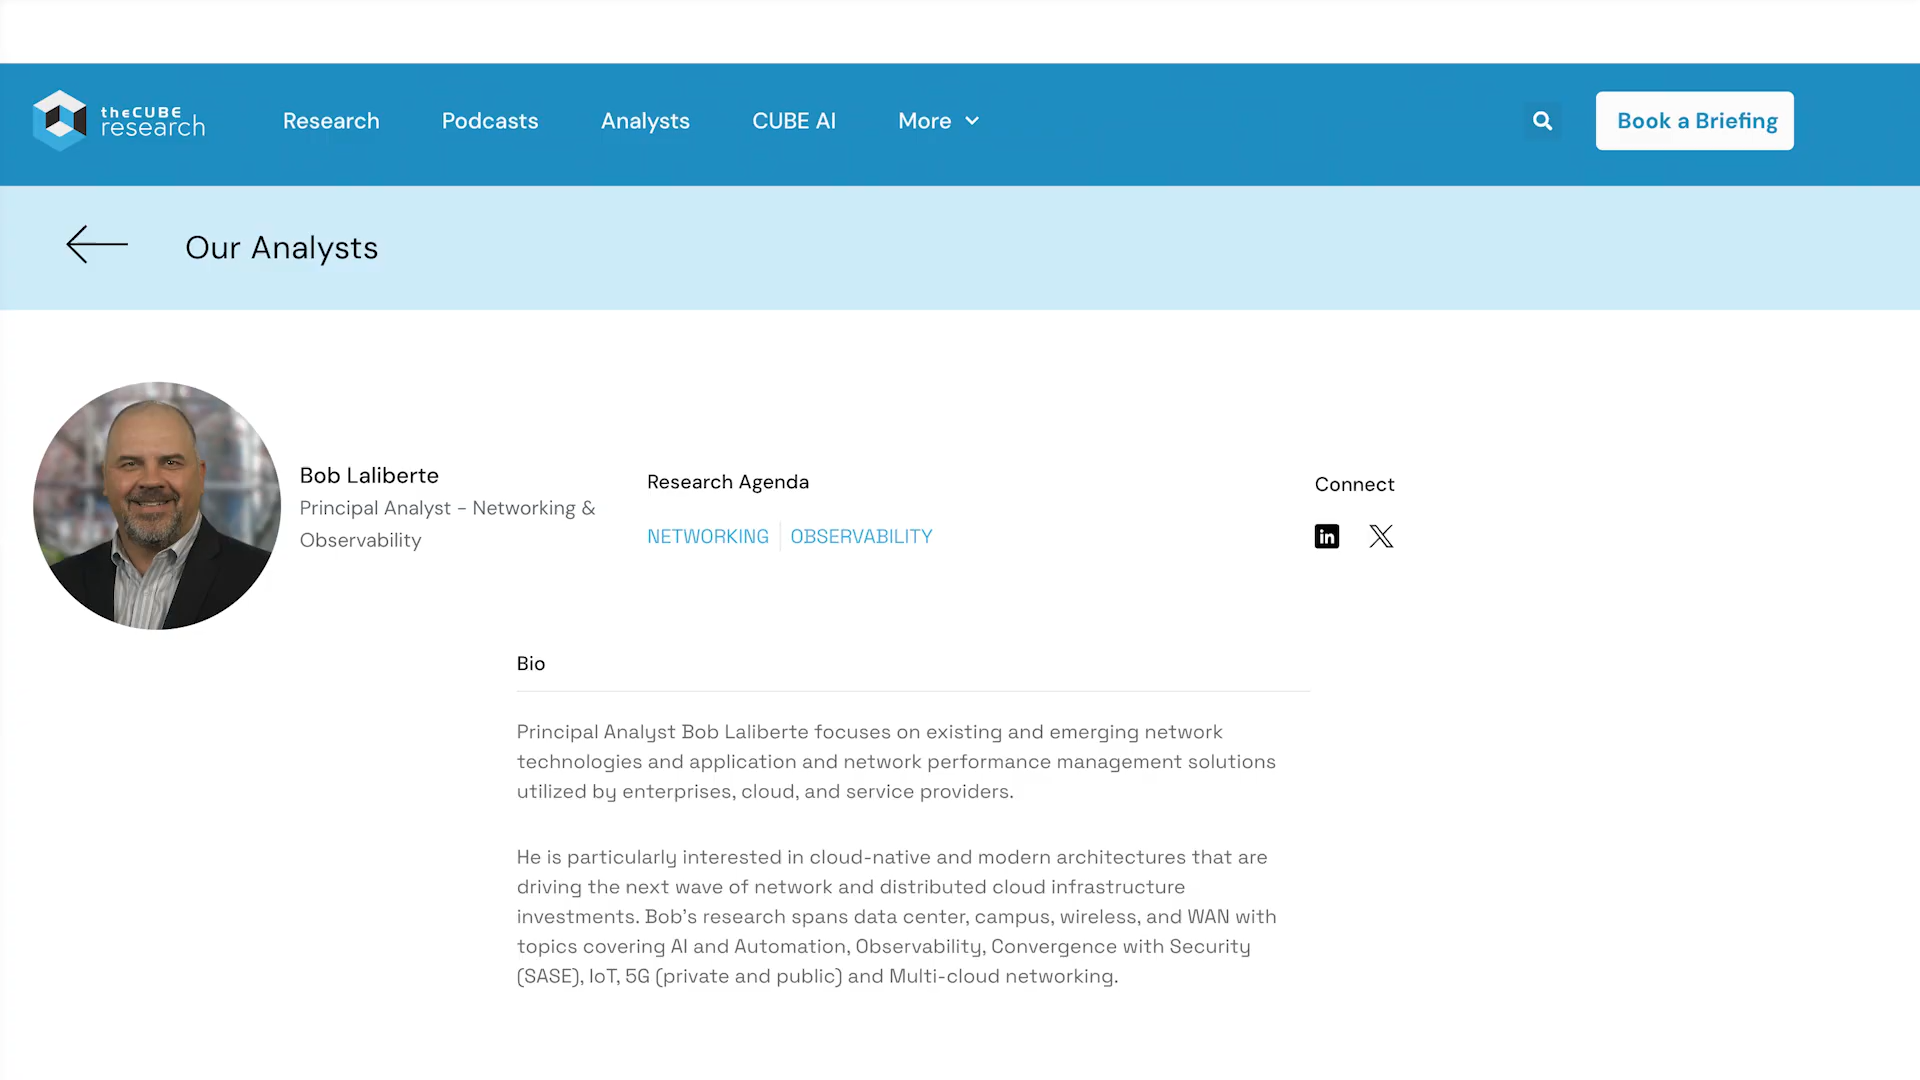 theCUBE
research
Research
Podcasts
Analysts
CUBE AI
More
Book a Briefing
Our Analysts
Bob Laliberte
Principal Analyst – Networking &
Observability
Research Agenda
NETWORKING
OBSERVABILITY
Connect
in
X
Bio
Principal Analyst Bob Laliberte focuses on existing and emerging network
technologies and application and network performance management solutions
utilized by enterprises, cloud, and service providers.
He is particularly interested in cloud-native and modern architectures that are
driving the next wave of network and distributed cloud infrastructure
investments. Bob’s research spans data center, campus, wireless, and WAN with
topics covering AI and Automation, Observability, Convergence with Security
(SASE), IoT, 5G (private and public) and Multi-cloud networking.